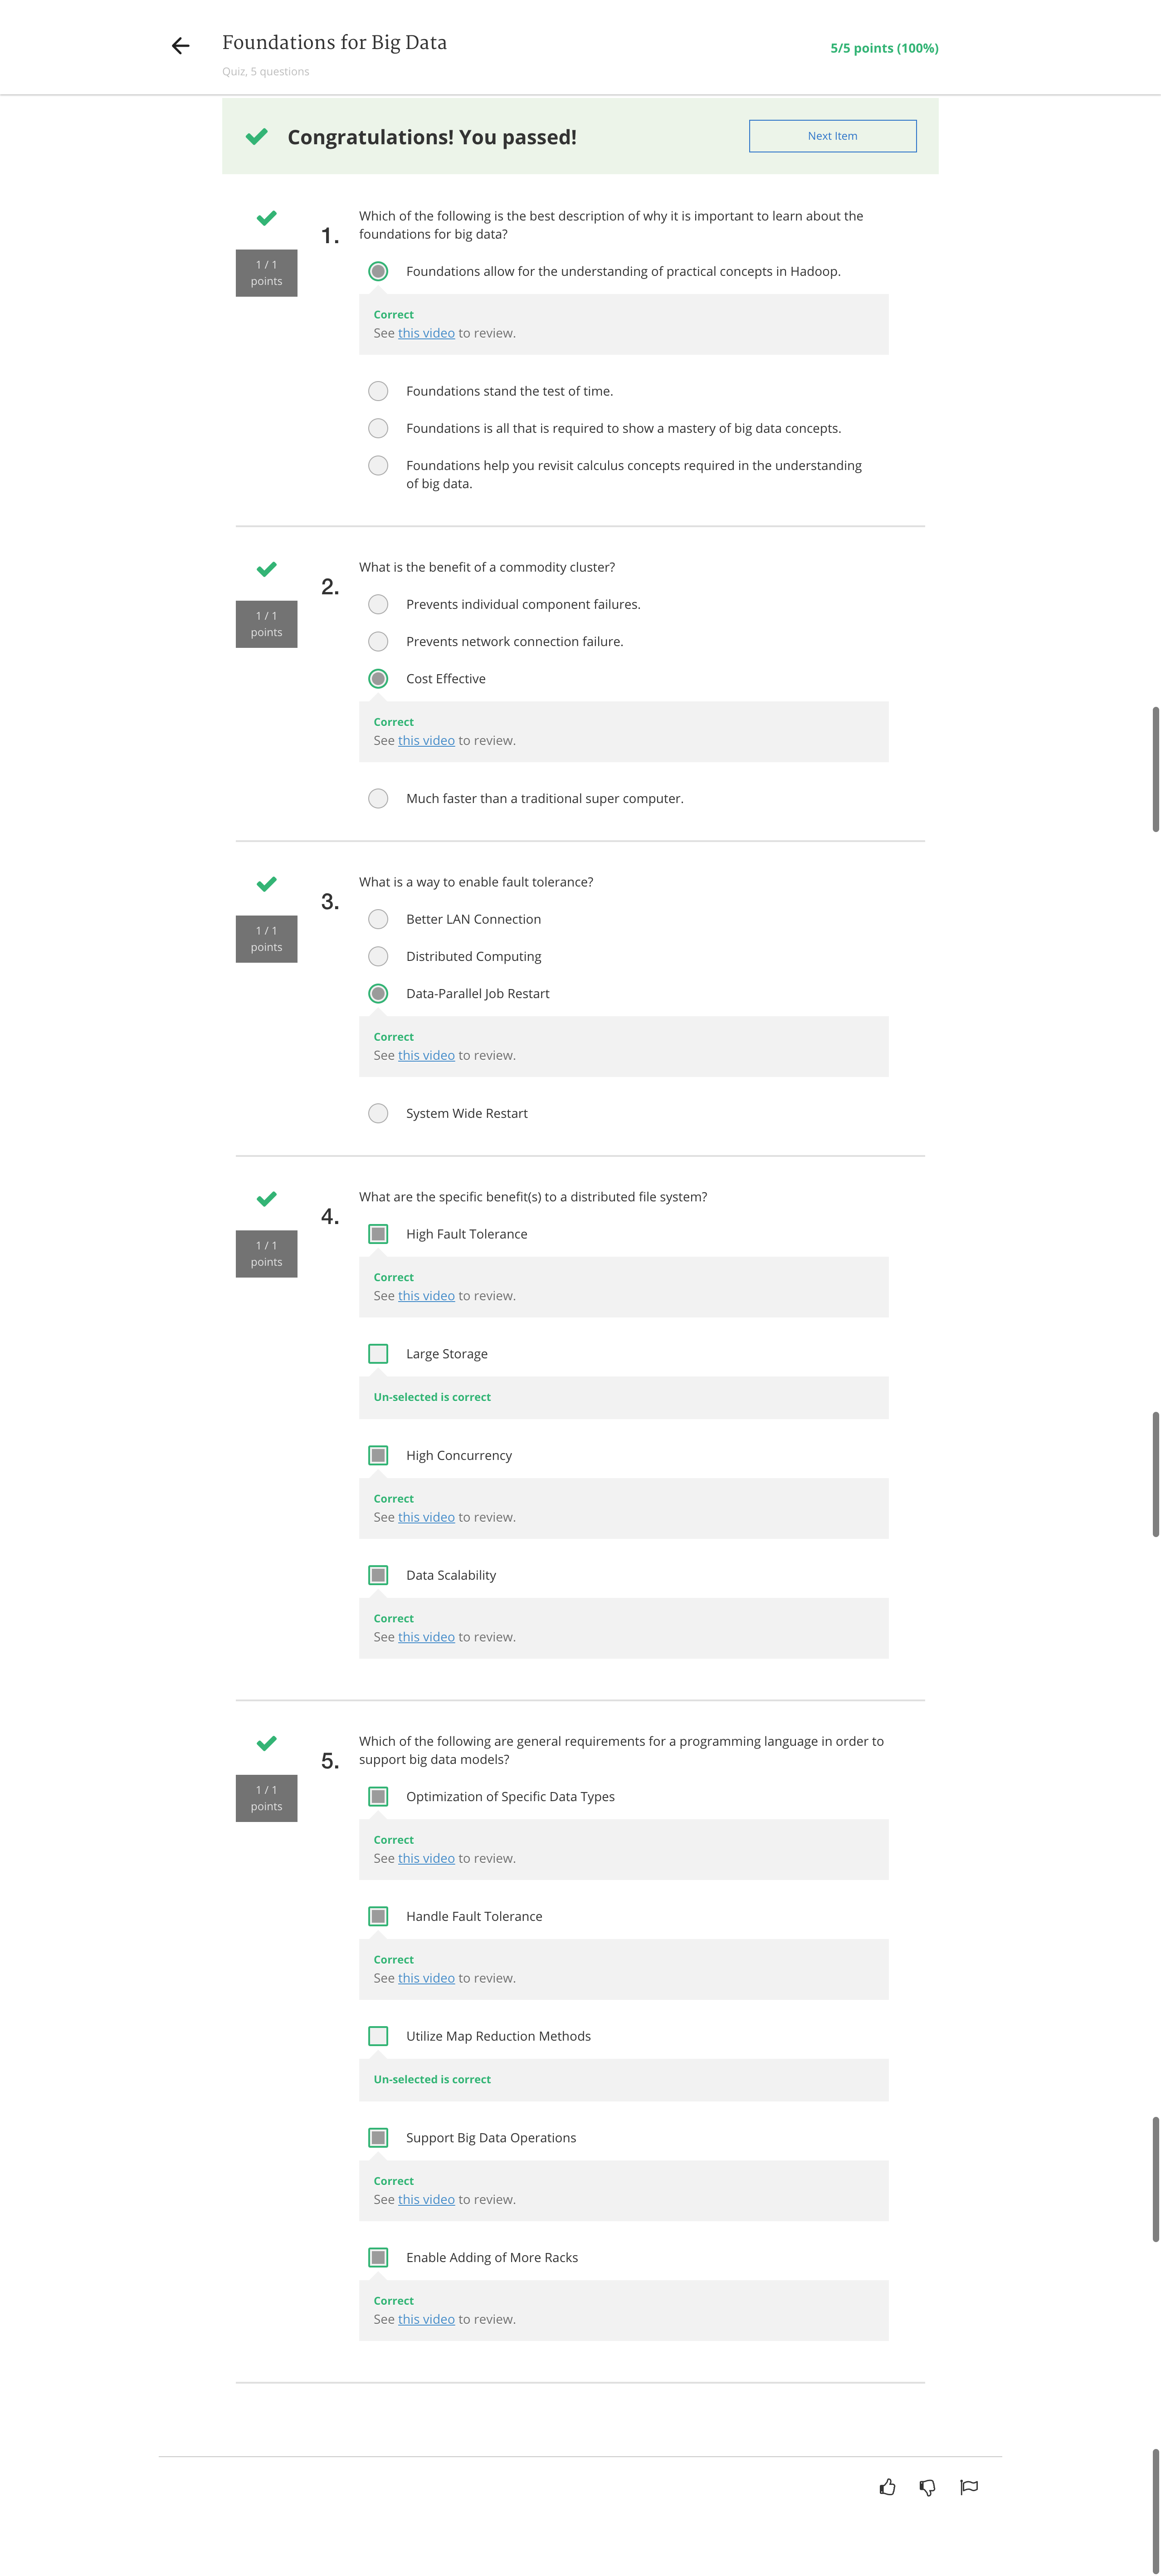 Foundations for Big Data
Quiz, 5 questions
5/5 points (100%)
Congratulations! You passed!
Next Item
1 / 1
points
1.
Which of the following is the best description of why it is important to learn about the
foundations for big data?
Foundations allow for the understanding of practical concepts in Hadoop.
Correct
See this video to review.
Foundations stand the test of time.
Foundations is all that is required to show a mastery of big data concepts.
Foundations help you revisit calculus concepts required in the understanding
of big data.
1 / 1
points
2.
What is the benefit of a commodity cluster?
Prevents individual component failures.
Prevents network connection failure.
Cost Effective
Correct
See this video to review.
Much faster than a traditional super computer.
1 / 1
points
3.
What is a way to enable fault tolerance?
Better LAN Connection
Distributed Computing
Data-Parallel Job Restart
Correct
See this video to review.
System Wide Restart
1 / 1
points
4.
What are the specific benefit(s) to a distributed file system?
High Fault Tolerance
Correct
See this video to review.
Large Storage
Un-selected is correct
High Concurrency
Correct
See this video to review.
Data Scalability
Correct
See this video to review.
1 / 1
points
5.
Which of the following are general requirements for a programming language in order to
support big data models?
Optimization of Specific Data Types
Correct
See this video to review.
Handle Fault Tolerance
Correct
See this video to review.
Utilize Map Reduction Methods
Un-selected is correct
Support Big Data Operations
Correct
See this video to review.
Enable Adding of More Racks
Correct
See this video to review.